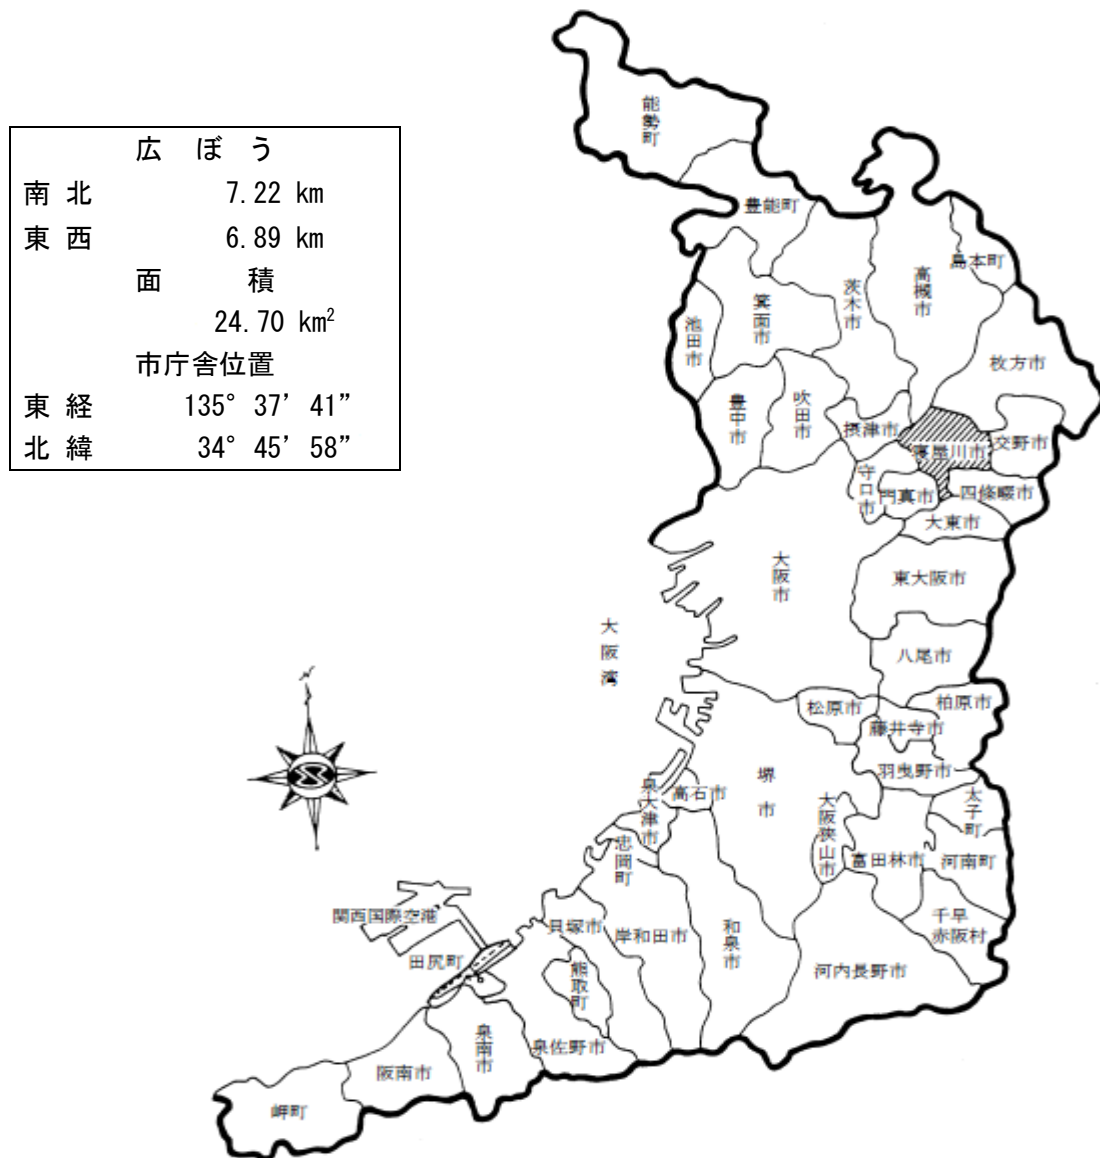 広 ぼ う
南 北 7.22 km
東 西 6.89 km
面 積
24.70 km²
市庁舎位置
東 経 135° 37’ 41”
北 緯 34° 45’ 58”
能勢町
豊能町
島本町
高槻市
茨木市
箕面市
池田市
枚方市
豊中市
吹田市
摂津市
寝屋川市
交野市
守口市
門真市
四條畷市
大東市
大阪市
東大阪市
大阪湾
八尾市
柏原市
松原市
藤井寺市
羽曳野市
堺市
高石市
泉大津市
大阪狭山市
太子町
忠岡町
富田林市
河南町
関西国際空港
貝塚市
岸和田市
和泉市
千早
赤阪村
田尻町
熊取町
河内長野市
泉南市
泉佐野市
阪南市
岬町